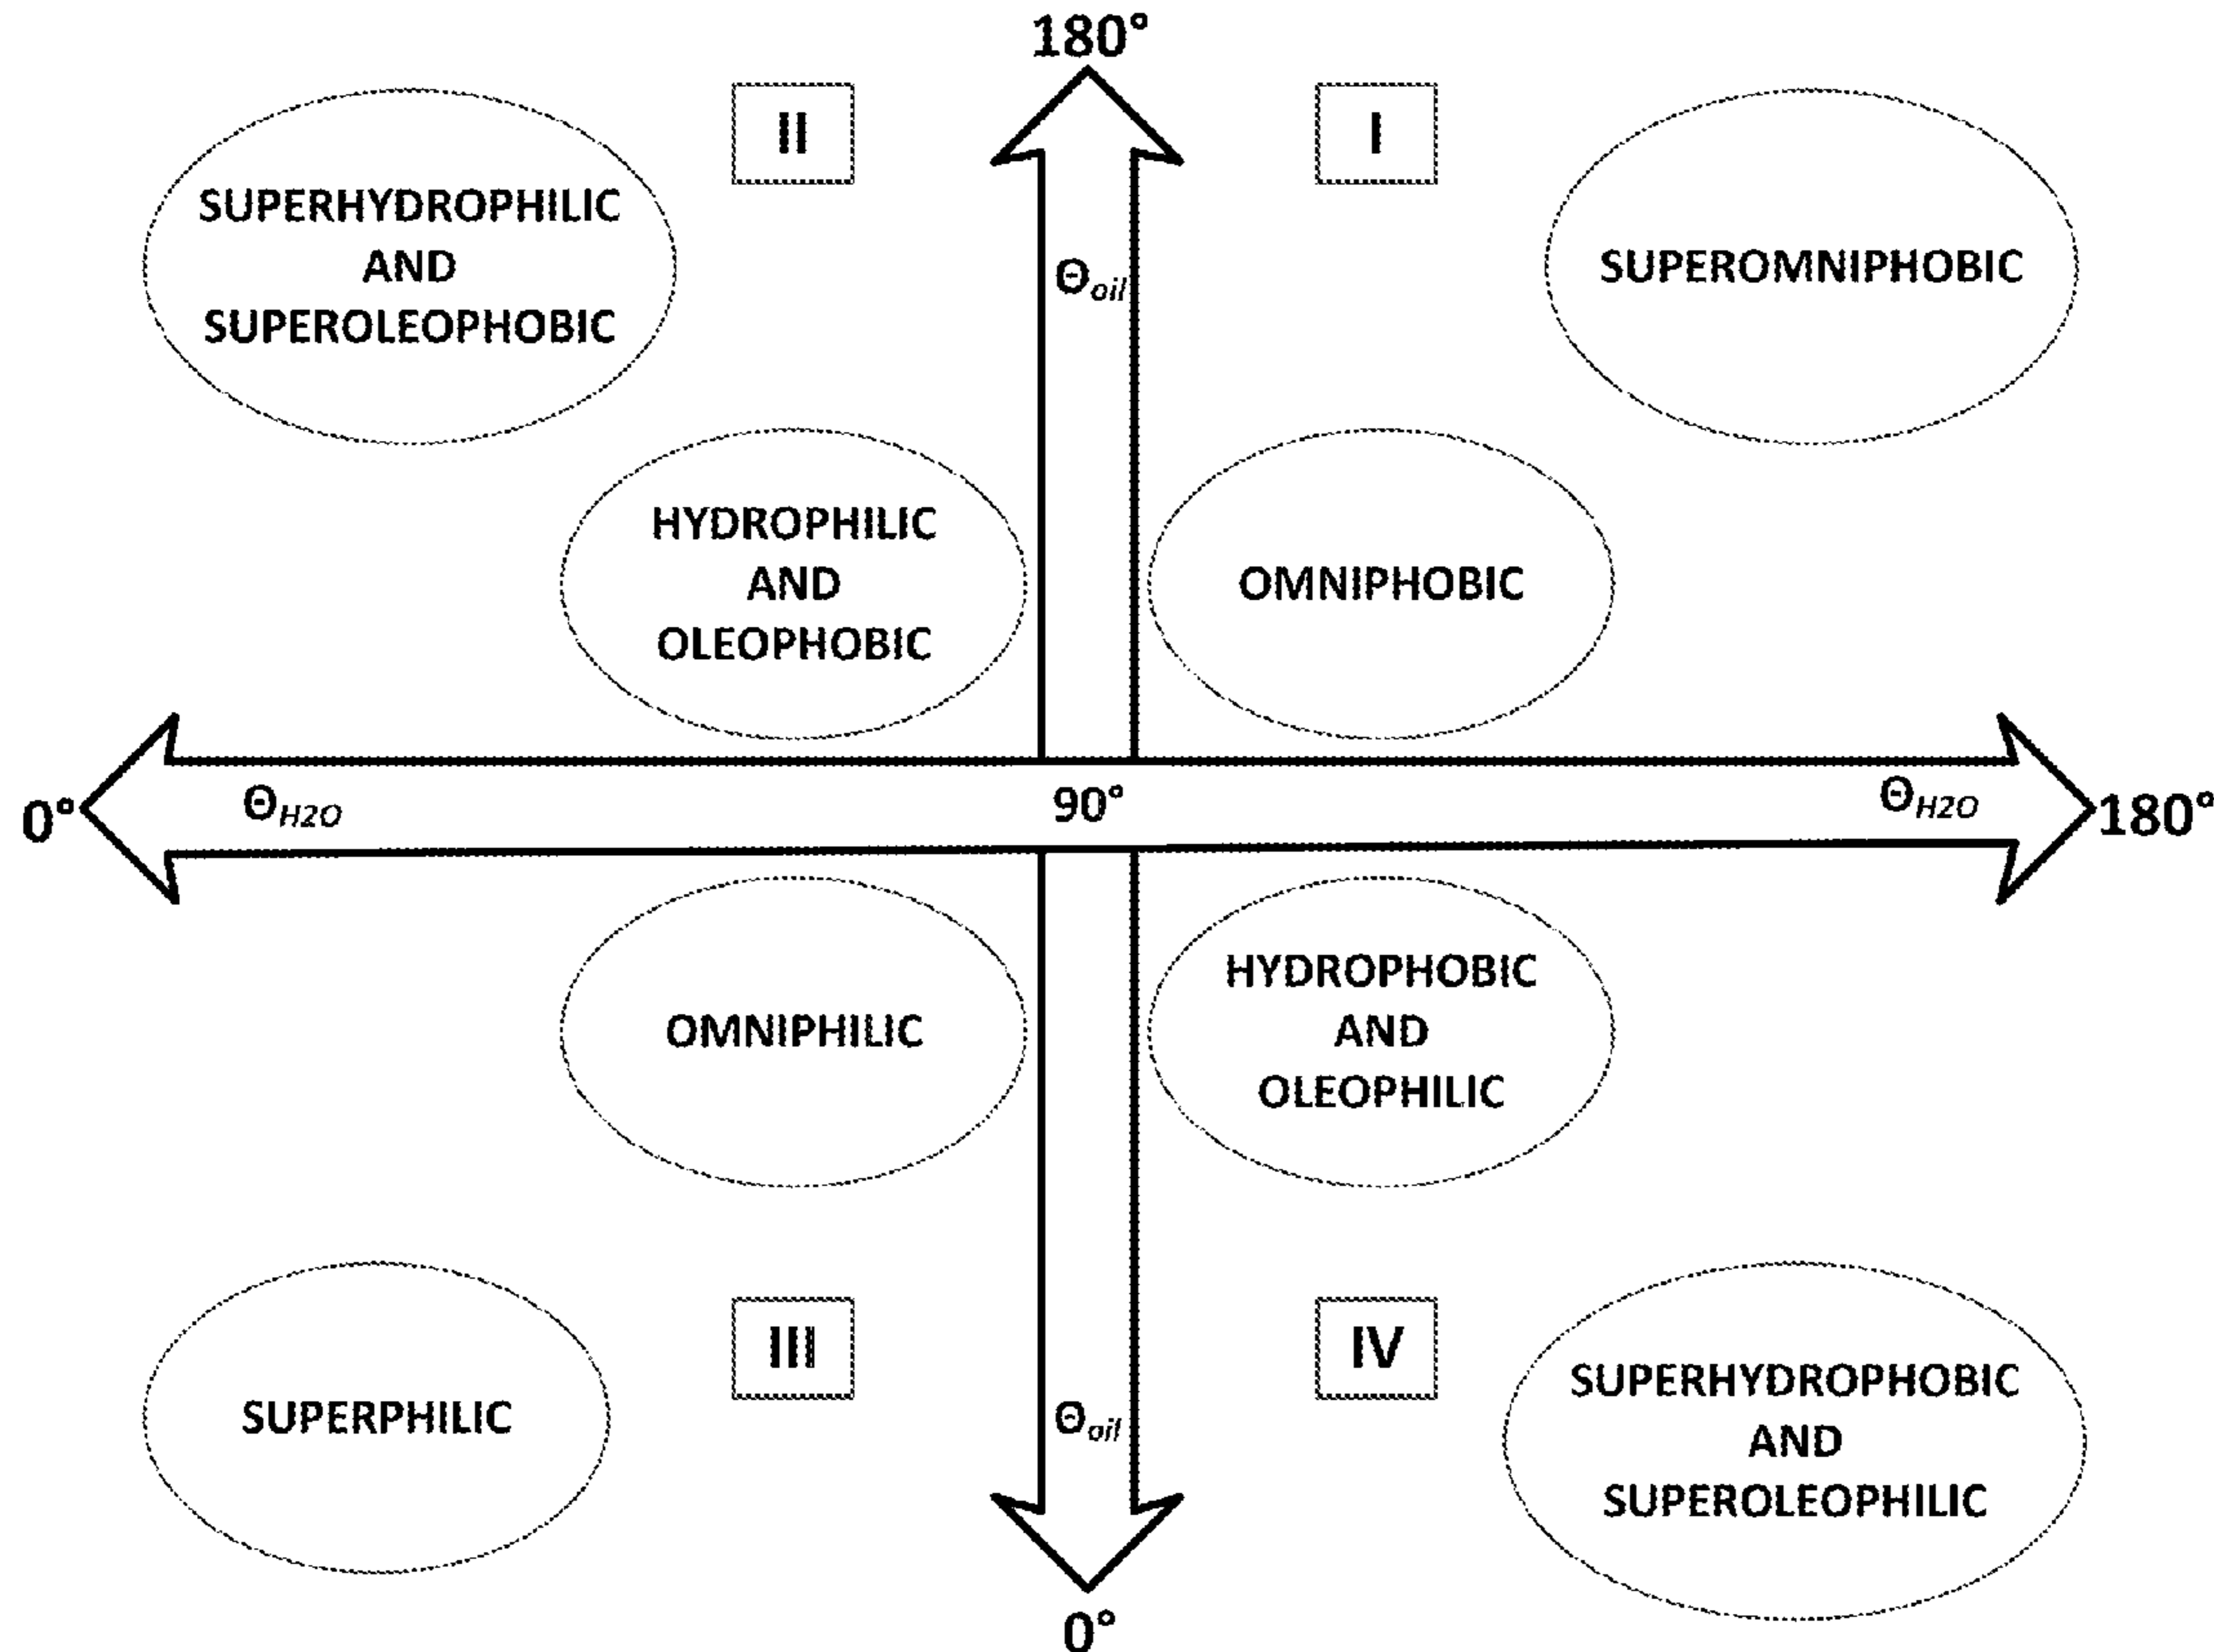 180°
II
I
SUPERHYDROPHILIC
AND
SUPEROLEOPHOBIC
Θoil
SUPEROMNIPHOBIC
HYDROPHILIC
AND
OLEOPHOBIC
OMNIPHOBIC
0°
ΘH2O
90°
ΘH2O
180°
OMNIPHILIC
HYDROPHOBIC
AND
OLEOPHILIC
III
IV
SUPERPHILIC
Θoil
SUPERHYDROPHOBIC
AND
SUPEROLEOPHILIC
0°